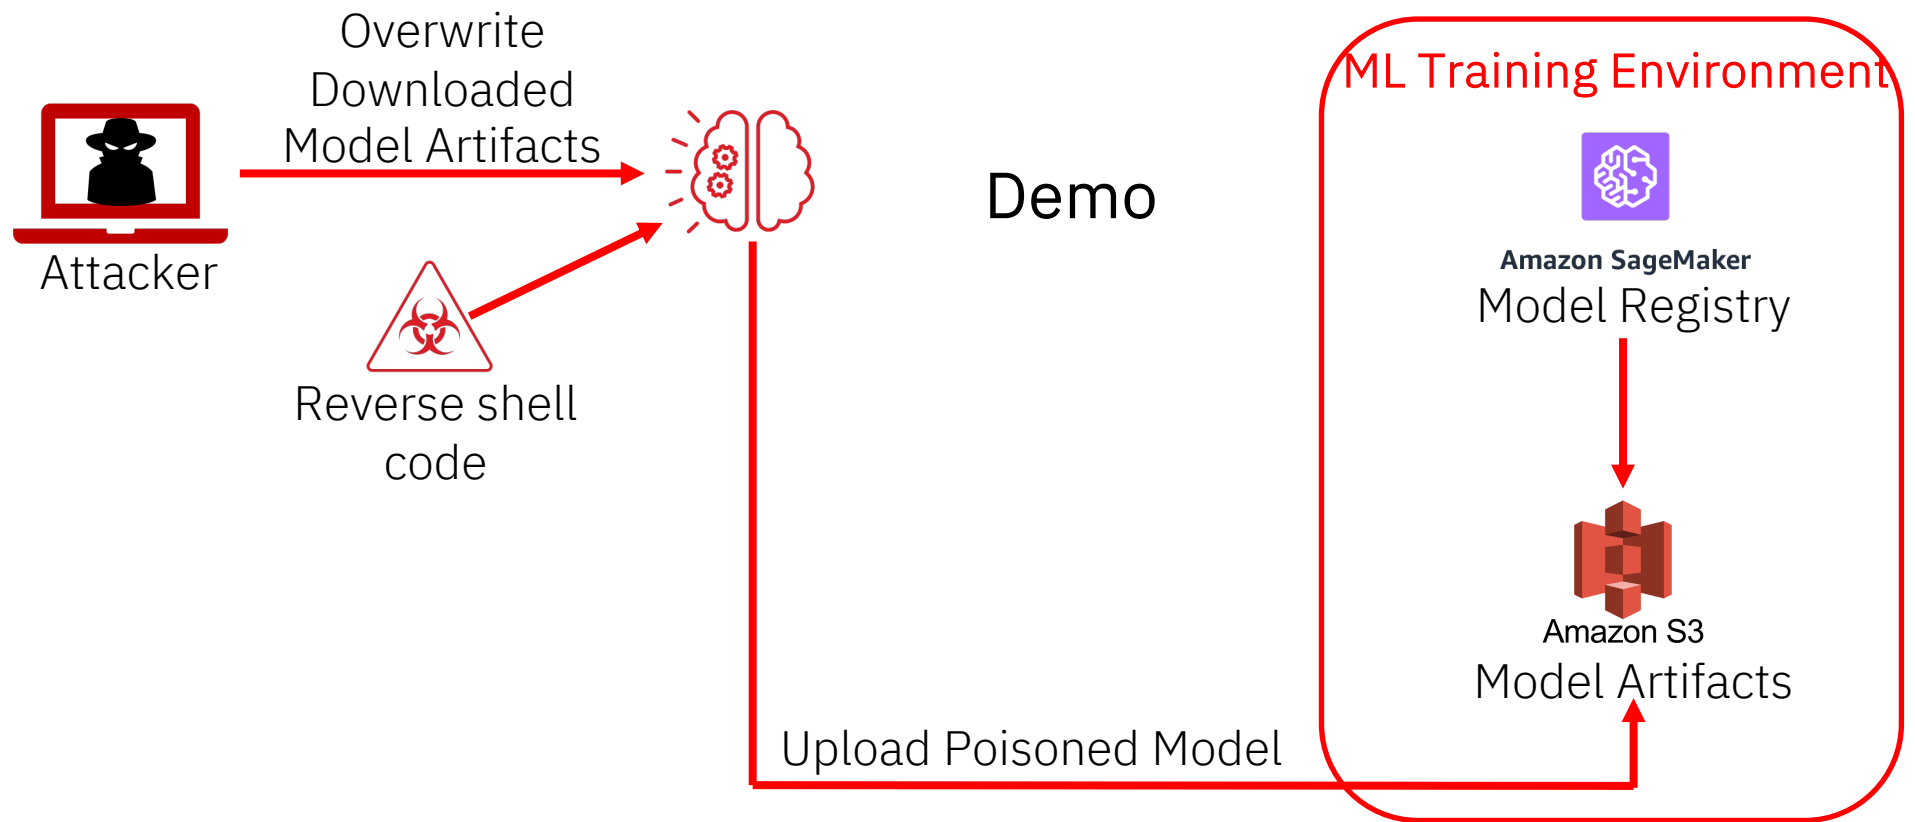 Overwrite
Downloaded
Model Artifacts
Attacker
Reverse shell
code
Demo
Upload Poisoned Model
ML Training Environment
Amazon SageMaker
Model Registry
Amazon S3
Model Artifacts